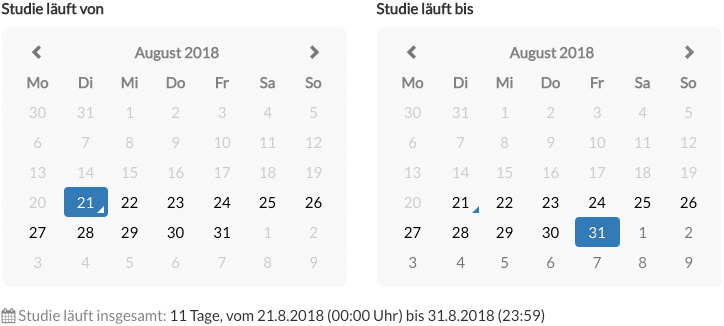 Studie läuft von
August 2018
Mo Di Mi Do Fr Sa So
30 31 1 2 3 4 5
6 7 8 9 10 11 12
13 14 15 16 17 18 19
20 21 22 23 24 25 26
27 28 29 30 31 1 2
3 4 5 6 7 8 9
Studie läuft bis
August 2018
Mo Di Mi Do Fr Sa So
30 31 1 2 3 4 5
6 7 8 9 10 11 12
13 14 15 16 17 18 19
20 21 22 23 24 25 26
27 28 29 30 31 1 2
3 4 5 6 7 8 9
Studie läuft insgesamt: 11 Tage, vom 21.8.2018 (00:00 Uhr) bis 31.8.2018 (23:59)